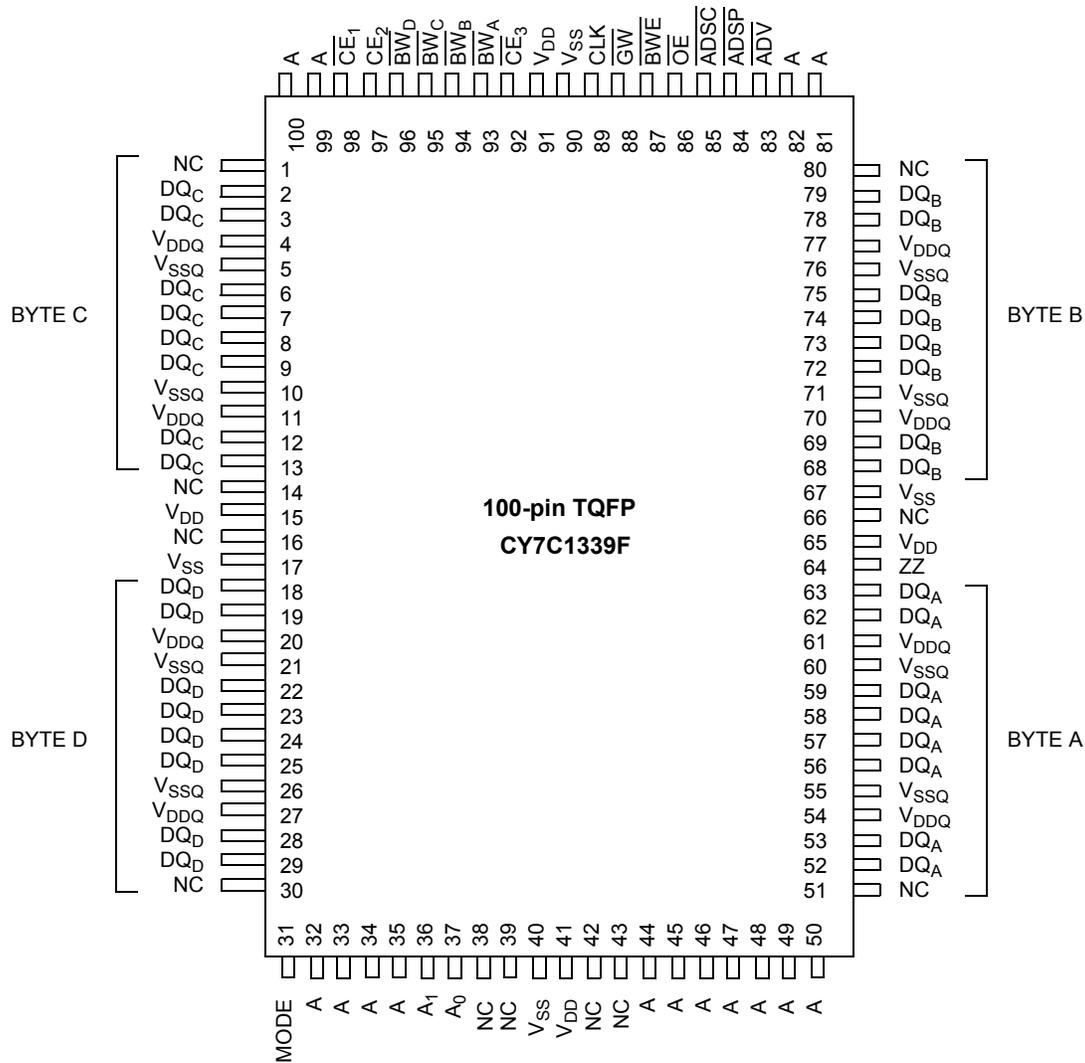 A A CE1 CE2 BWD BWC BWB BWA CE3 VDD VSS CLK GW BWE OE ADSC ADSP ADV A A
100 99 98 97 96 95 94 93 92 91 90 89 88 87 86 85 84 83 82 81
NC 1 80 NC
DQC 2 79 DQB
DQC 3 78 DQB
VDDQ 4 77 VDDQ
VSSQ 5 76 VSSQ
DQC 6 75 DQB
BYTE C DQC 7 74 DQB BYTE B
DQC 8 73 DQB
DQC 9 72 DQB
VSSQ 10 71 VSSQ
VDDQ 11 70 VDDQ
DQC 12 69 DQB
DQC 13 68 DQB
NC 14 67 VSS
VDD 15 100-pin TQFP 66 NC
NC 16 CY7C1339F 65 VDD
VSS 17 64 ZZ
DQD 18 63 DQA
DQD 19 62 DQA
VDDQ 20 61 VDDQ
VSSQ 21 60 VSSQ
DQD 22 59 DQA
DQD 23 58 DQA
BYTE D DQD 24 57 DQA BYTE A
DQD 25 56 DQA
VSSQ 26 55 VSSQ
VDDQ 27 54 VDDQ
DQD 28 53 DQA
DQD 29 52 DQA
NC 30 51 NC
31 32 33 34 35 36 37 38 39 40 41 42 43 44 45 46 47 48 49 50
MODE A A A A A1 A0 NC NC VSS VDD NC NC A A A A A A A